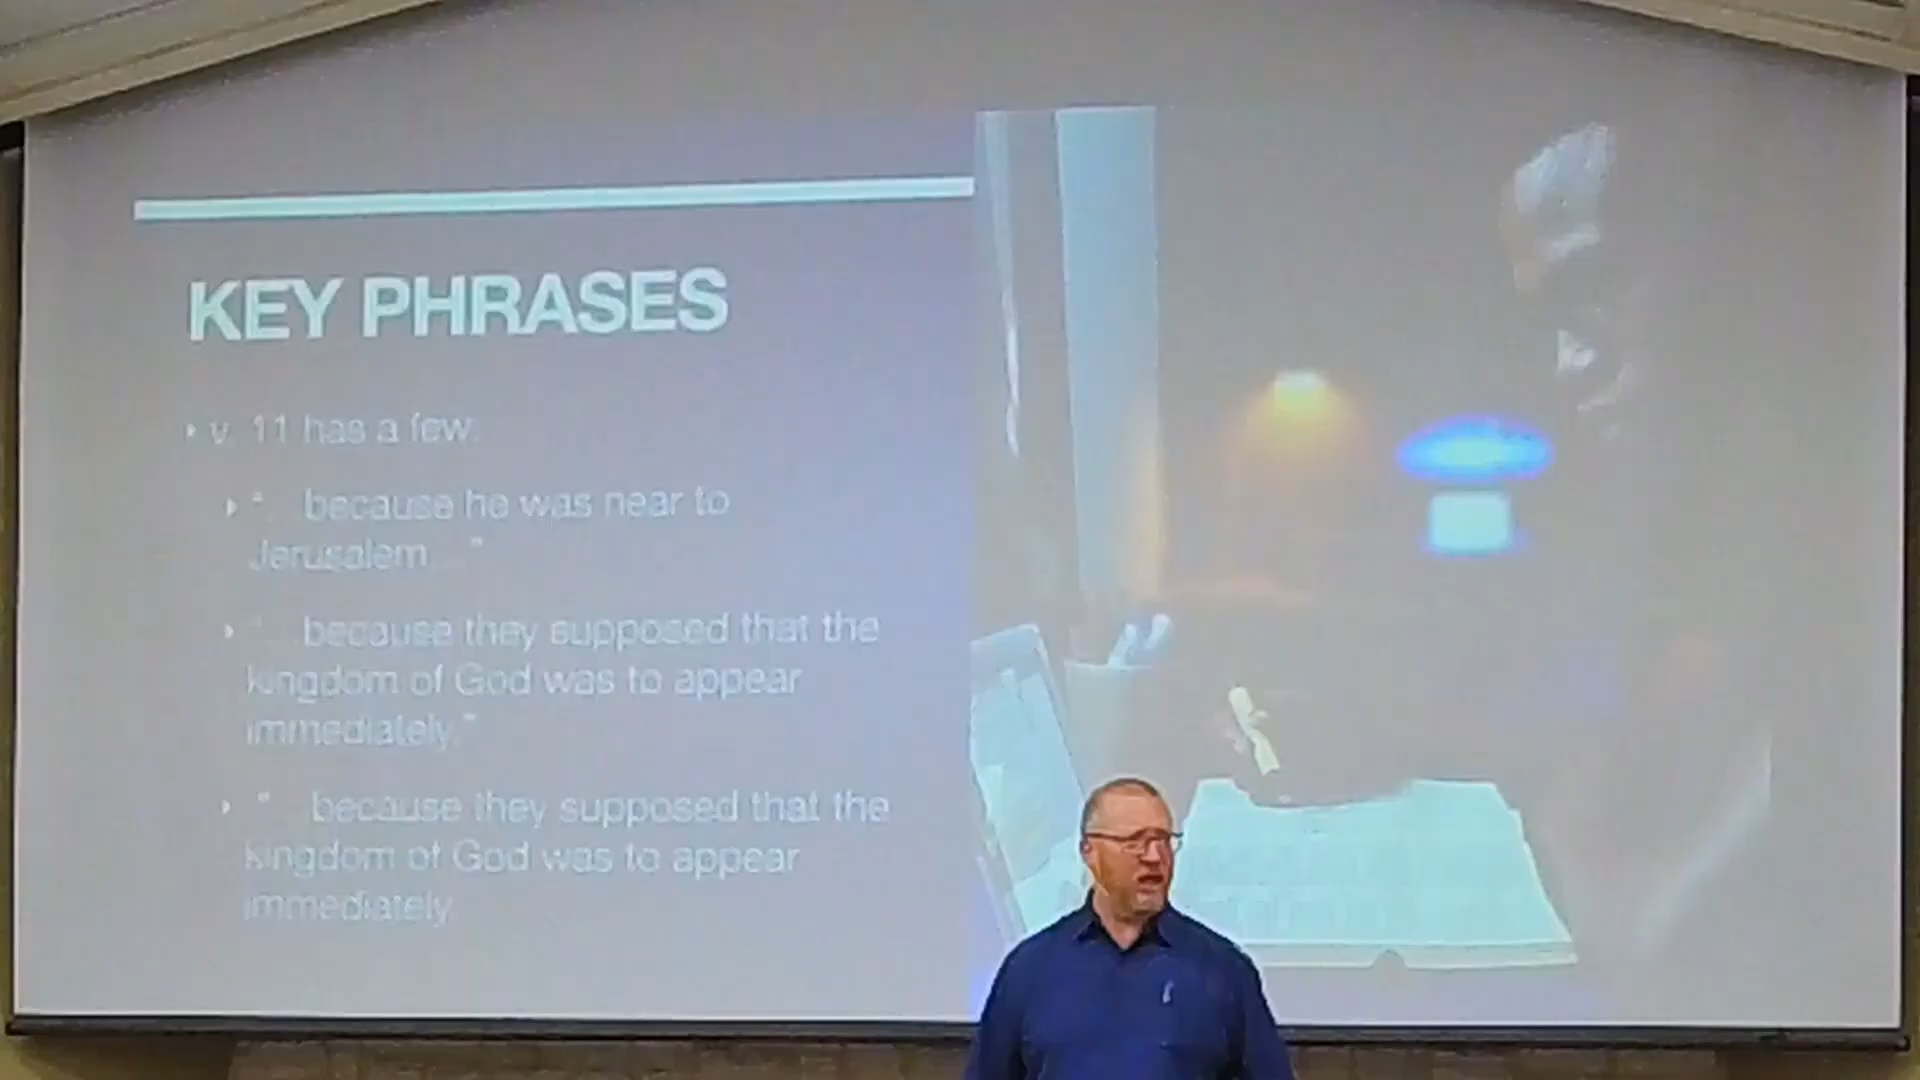 KEY PHRASES
v. 11 has a few:
"... because he was near to
Jerusalem..."
"... because they supposed that the
kingdom of God was to appear
immediately."
"... because they supposed that the
kingdom of God was to appear
immediately.